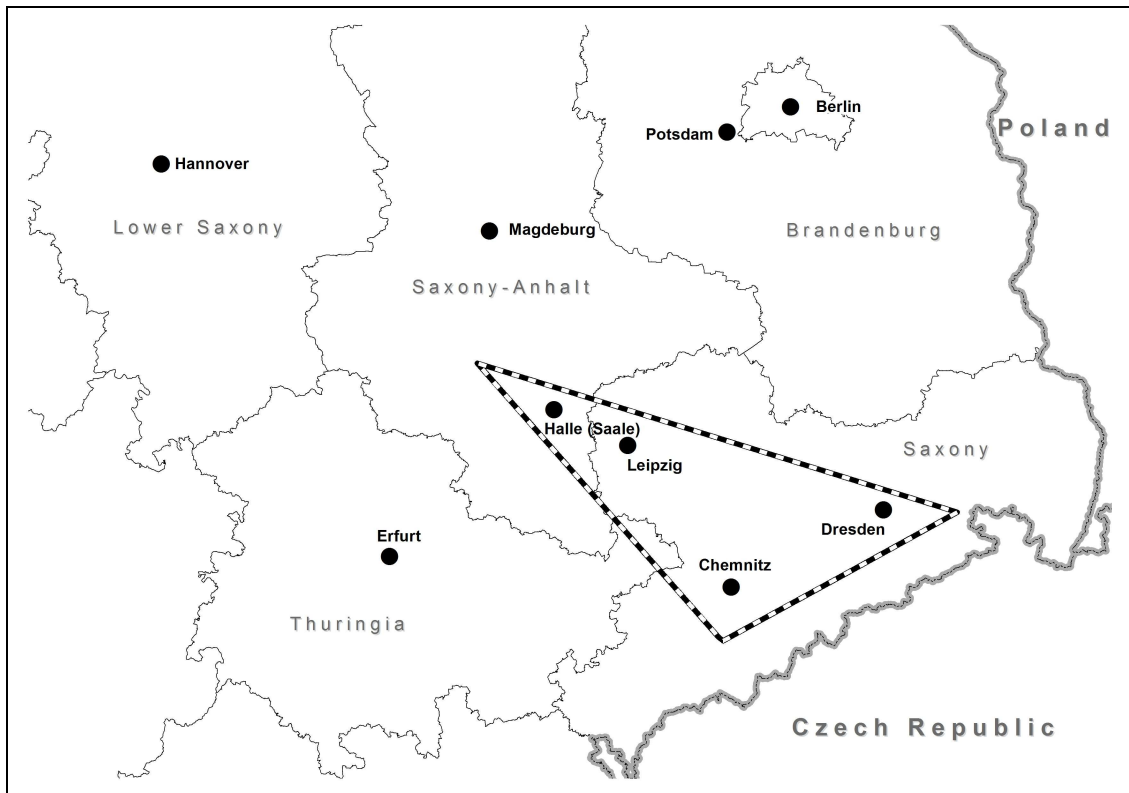 Berlin
Poland
Potsdam
Hannover
Lower Saxony
Magdeburg
Brandenburg
Saxony-Anhalt
Halle (Saale)
Saxony
Leipzig
Dresden
Erfurt
Chemnitz
Thuringia
Czech Republic